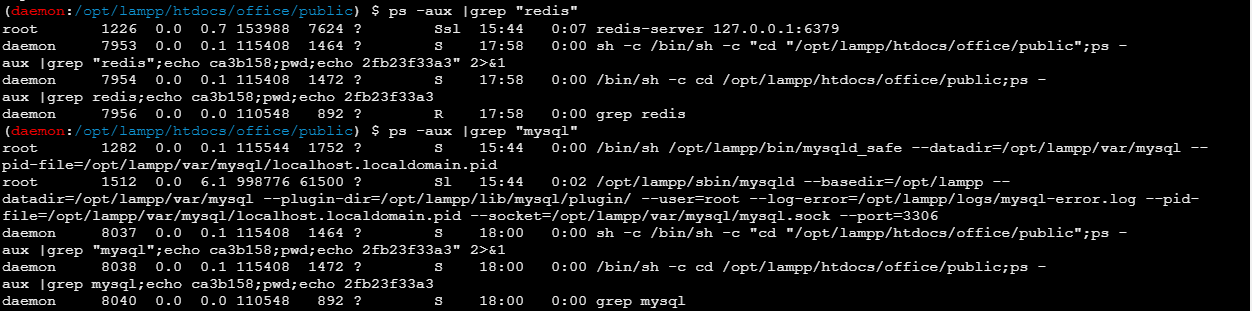 (daemon:/opt/lampp/htdocs/office/public) $ ps -aux |grep "redis"
root      1226  0.0  0.7 153988  7624 ?        Ssl  15:44   0:07 redis-server 127.0.0.1:6379
daemon    7953  0.0  0.1 115408  1464 ?        S    17:58   0:00 sh -c /bin/sh -c "cd "/opt/lampp/htdocs/office/public";ps -
aux |grep "redis";echo ca3b158;pwd;echo 2fb23f33a3" 2>&1
daemon    7954  0.0  0.1 115408  1472 ?        S    17:58   0:00 /bin/sh -c cd /opt/lampp/htdocs/office/public;ps -
aux |grep redis;echo ca3b158;pwd;echo 2fb23f33a3
daemon    7956  0.0  0.0 110548   892 ?        R    17:58   0:00 grep redis
(daemon:/opt/lampp/htdocs/office/public) $ ps -aux |grep "mysql"
root      1282  0.0  0.1 115544  1752 ?        S    15:44   0:00 /bin/sh /opt/lampp/bin/mysqld_safe --datadir=/opt/lampp/var/mysql --
pid-file=/opt/lampp/var/mysql/localhost.localdomain.pid
root      1512  0.0  6.1 998776 61500 ?        Sl   15:44   0:02 /opt/lampp/sbin/mysqld --basedir=/opt/lampp --
datadir=/opt/lampp/var/mysql --plugin-dir=/opt/lampp/lib/mysql/plugin/ --user=root --log-error=/opt/lampp/logs/mysql-error.log --pid-
file=/opt/lampp/var/mysql/localhost.localdomain.pid --socket=/opt/lampp/var/mysql/mysql.sock --port=3306
daemon    8037  0.0  0.1 115408  1464 ?        S    18:00   0:00 sh -c /bin/sh -c "cd "/opt/lampp/htdocs/office/public";ps -
aux |grep "mysql";echo ca3b158;pwd;echo 2fb23f33a3" 2>&1
daemon    8038  0.0  0.1 115408  1472 ?        S    18:00   0:00 /bin/sh -c cd /opt/lampp/htdocs/office/public;ps -
aux |grep mysql;echo ca3b158;pwd;echo 2fb23f33a3
daemon    8040  0.0  0.0 110548   892 ?        S    18:00   0:00 grep mysql